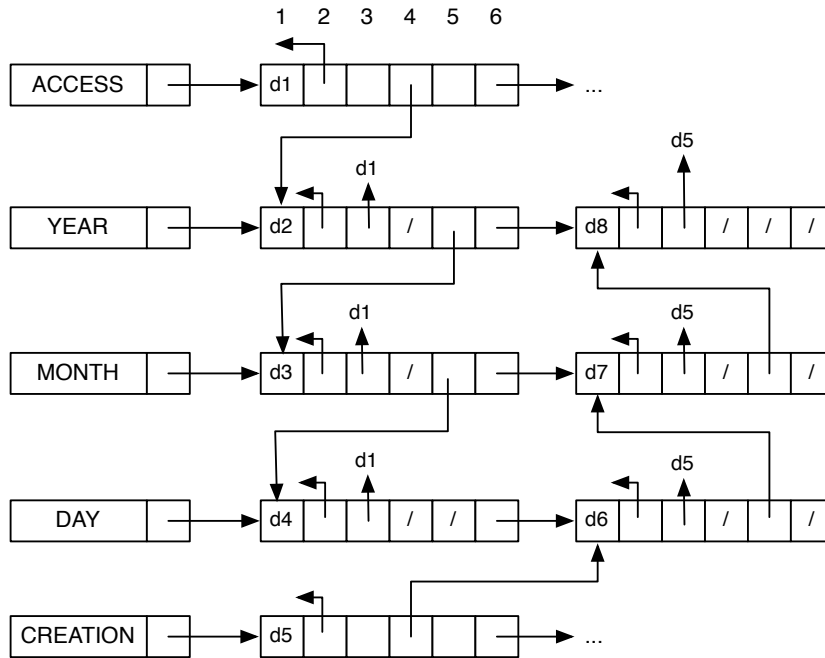 1 2 3 4 5 6
ACCESS d1 ...
d1 d5
YEAR d2 / d8 / / /
d1 d5
MONTH d3 / d7 / /
d1 d5
DAY d4 / / d6 / /
CREATION d5 ...